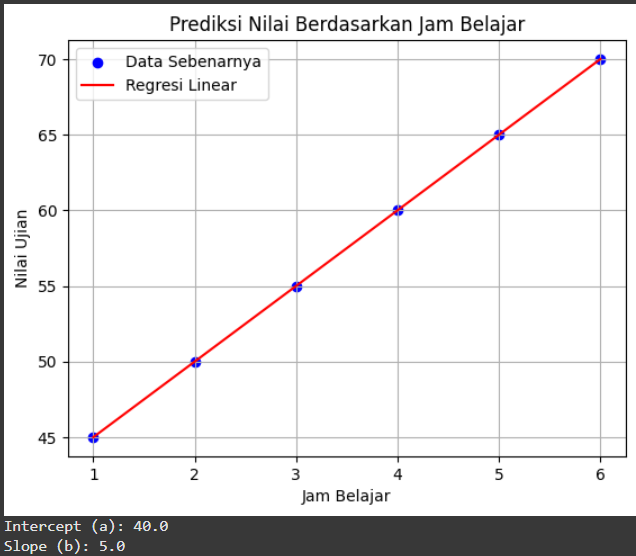 Prediksi Nilai Berdasarkan Jam Belajar
Data Sebenarnya
Regresi Linear
70
65
60
55
50
45
Nilai Ujian
1 2 3 4 5 6
Jam Belajar
Intercept (a): 40.0
Slope (b): 5.0